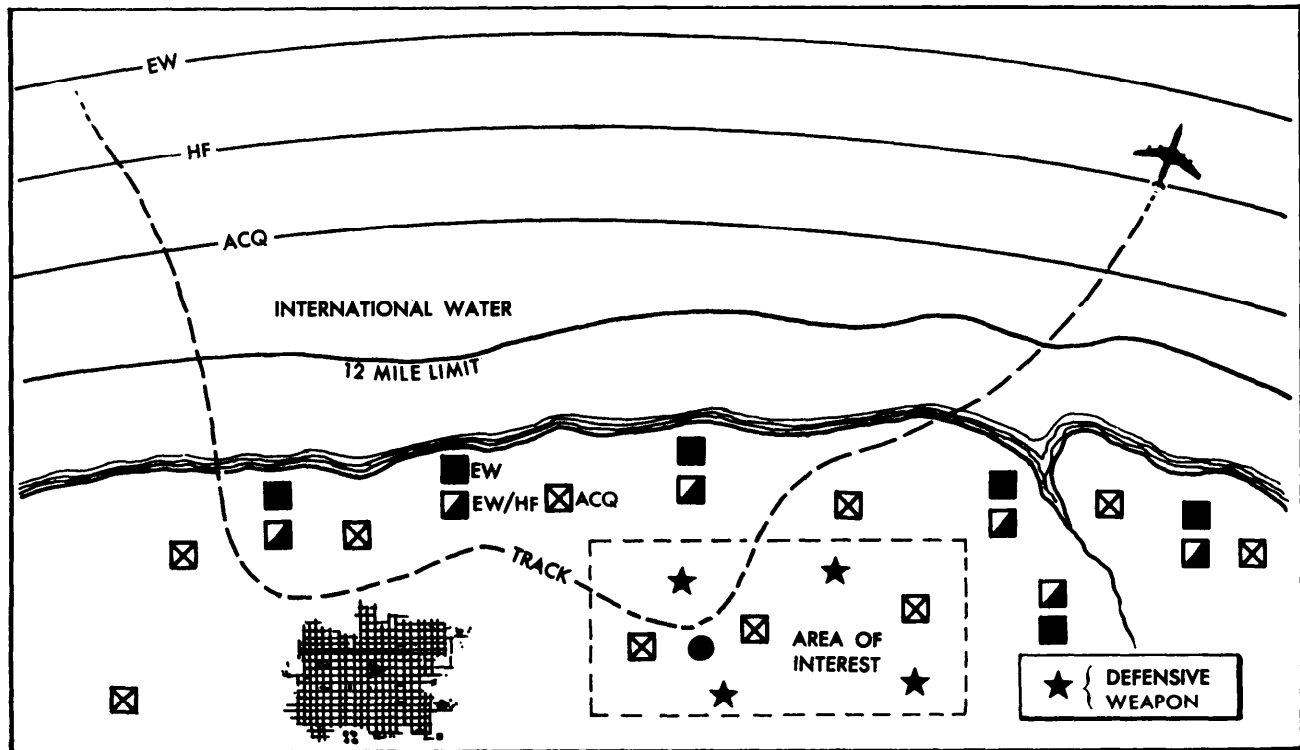 EW
HF
ACQ
INTERNATIONAL WATER
12 MILE LIMIT
EW
EW/HF
ACQ
TRACK
AREA OF
INTEREST
DEFENSIVE
WEAPON